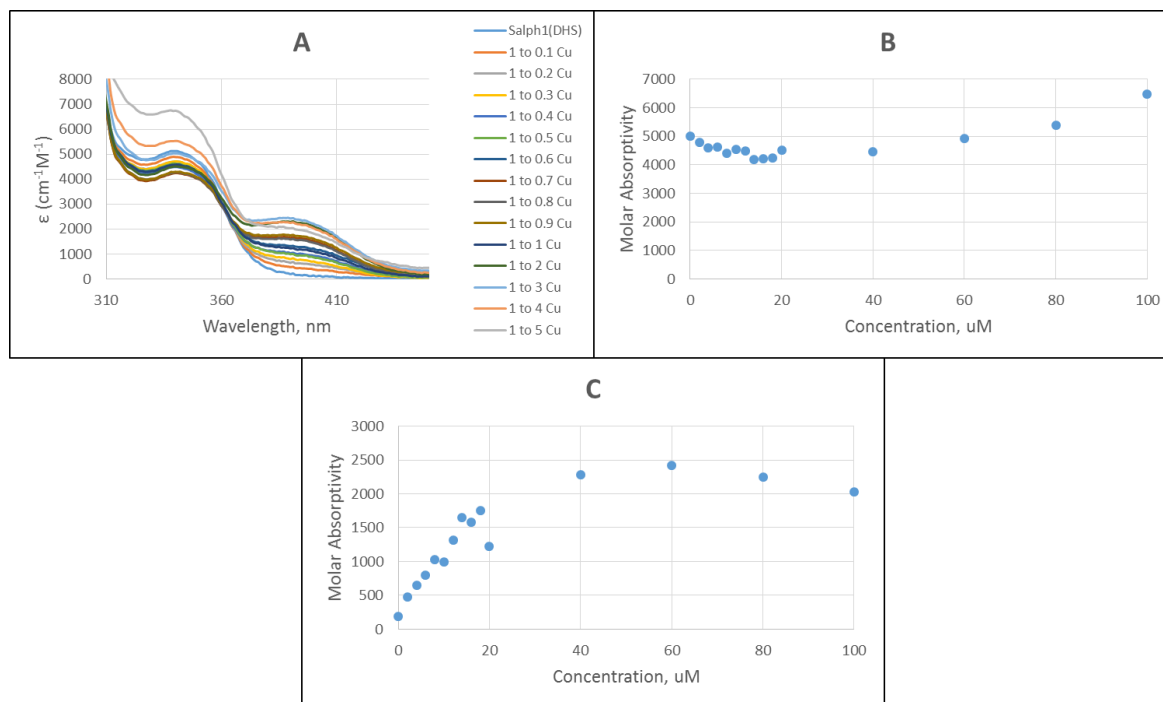 A
ε (cm-1M-1)
8000
7000
6000
5000
4000
3000
2000
1000
0
310
360
410
Wavelength, nm
Salph1(DHS)
1 to 0.1 Cu
1 to 0.2 Cu
1 to 0.3 Cu
1 to 0.4 Cu
1 to 0.5 Cu
1 to 0.6 Cu
1 to 0.7 Cu
1 to 0.8 Cu
1 to 0.9 Cu
1 to 1 Cu
1 to 2 Cu
1 to 3 Cu
1 to 4 Cu
1 to 5 Cu
B
Molar Absorptivity
7000
6000
5000
4000
3000
2000
1000
0
0
20
40
60
80
100
Concentration, uM
C
Molar Absorptivity
3000
2500
2000
1500
1000
500
0
0
20
40
60
80
100
Concentration, uM